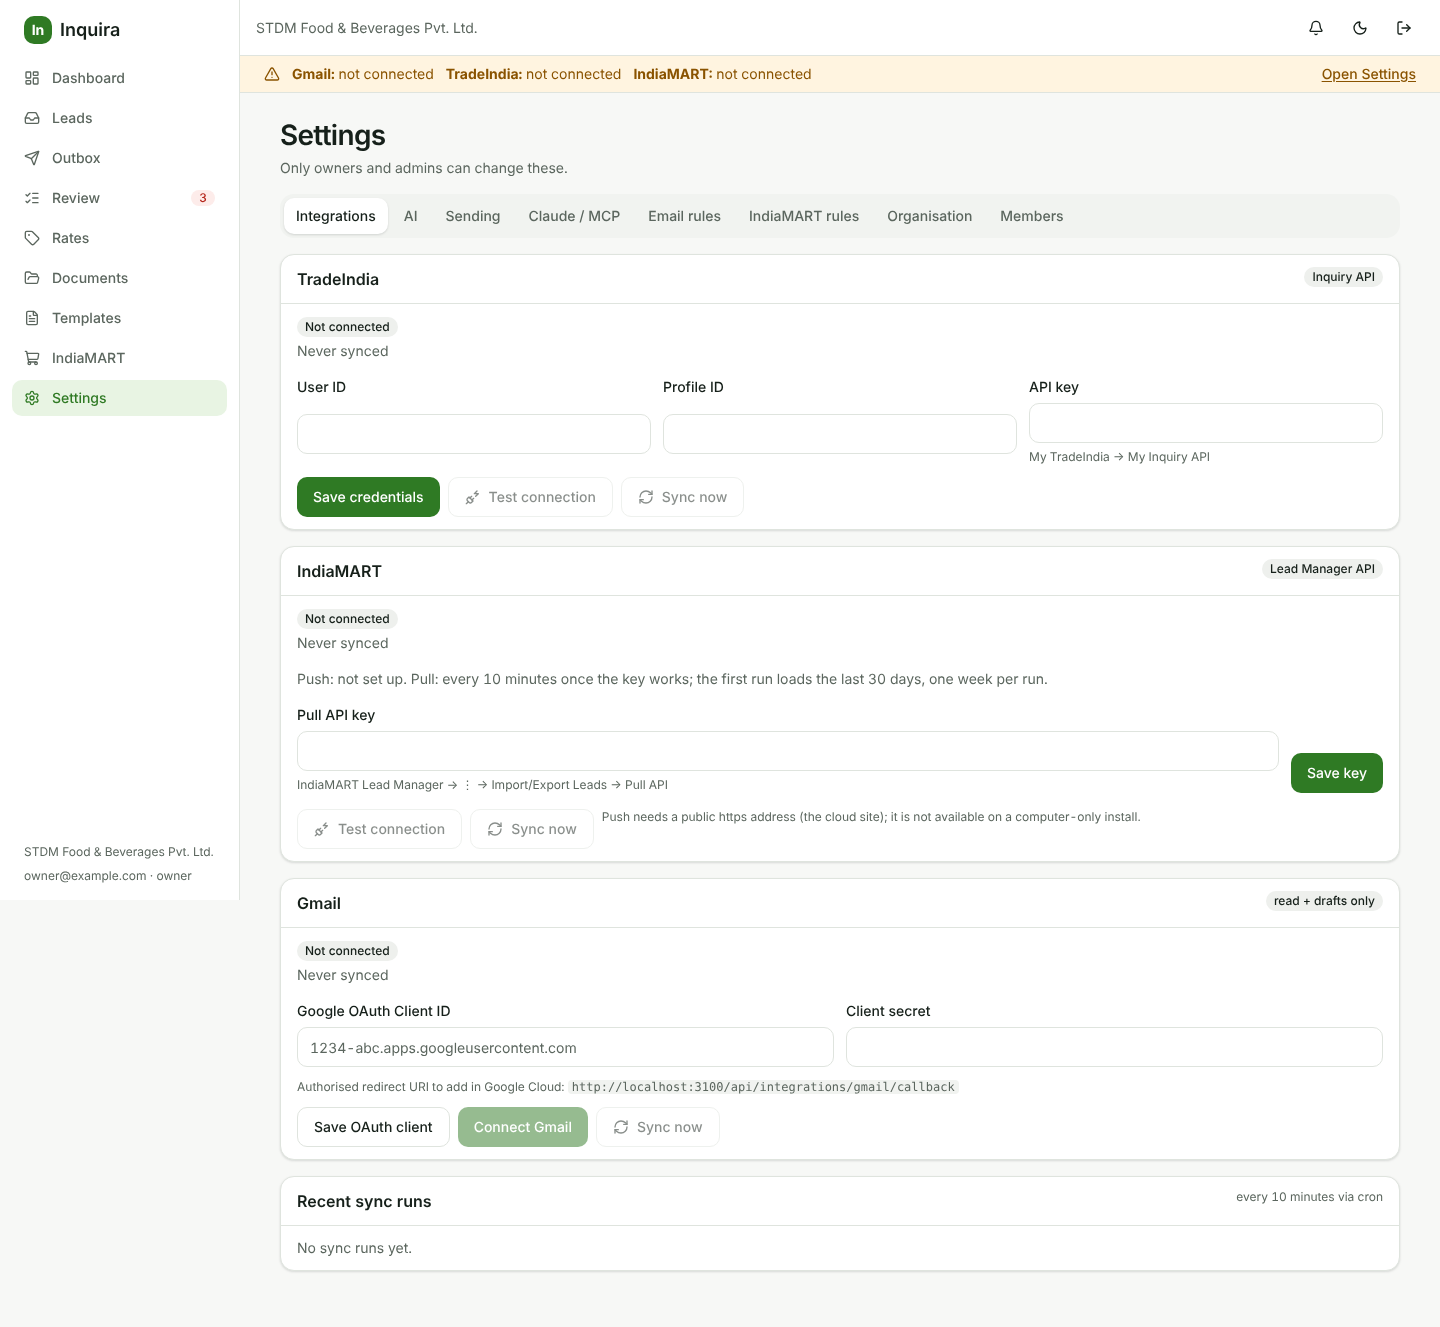 In Inquira
Dashboard
Leads
Outbox
Review 3
Rates
Documents
Templates
IndiaMART
Settings
STDM Food & Beverages Pvt. Ltd.
owner@example.com · owner
STDM Food & Beverages Pvt. Ltd.
Gmail: not connected TradeIndia: not connected IndiaMART: not connected Open Settings
Settings
Only owners and admins can change these.
Integrations AI Sending Claude / MCP Email rules IndiaMART rules Organisation Members
TradeIndia Inquiry API
Not connected
Never synced
User ID Profile ID API key
My TradeIndia → My Inquiry API
Save credentials Test connection Sync now
IndiaMART Lead Manager API
Not connected
Never synced
Push: not set up. Pull: every 10 minutes once the key works; the first run loads the last 30 days, one week per run.
Pull API key
IndiaMART Lead Manager → ⋮ → Import/Export Leads → Pull API
Save key
Test connection Sync now Push needs a public https address (the cloud site); it is not available on a computer-only install.
Gmail read + drafts only
Not connected
Never synced
Google OAuth Client ID Client secret
1234-abc.apps.googleusercontent.com
Authorised redirect URI to add in Google Cloud: http://localhost:3100/api/integrations/gmail/callback
Save OAuth client Connect Gmail Sync now
Recent sync runs every 10 minutes via cron
No sync runs yet.